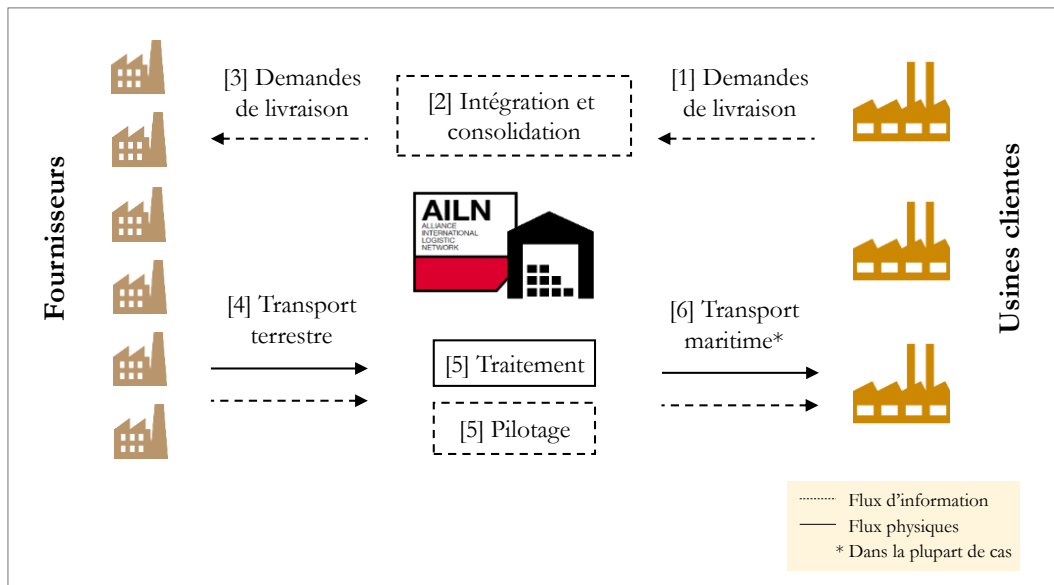 Fournisseurs
[3] Demandes
de livraison
[2] Intégration et
consolidation
[1] Demandes
de livraison
AILN
ALLIANCE
INTERNATIONAL
LOGISTIC
NETWORK
[4] Transport
terrestre
[5] Traitement
[5] Pilotage
[6] Transport
maritime*
Usines clientes
Flux d'information
Flux physiques
* Dans la plupart de cas